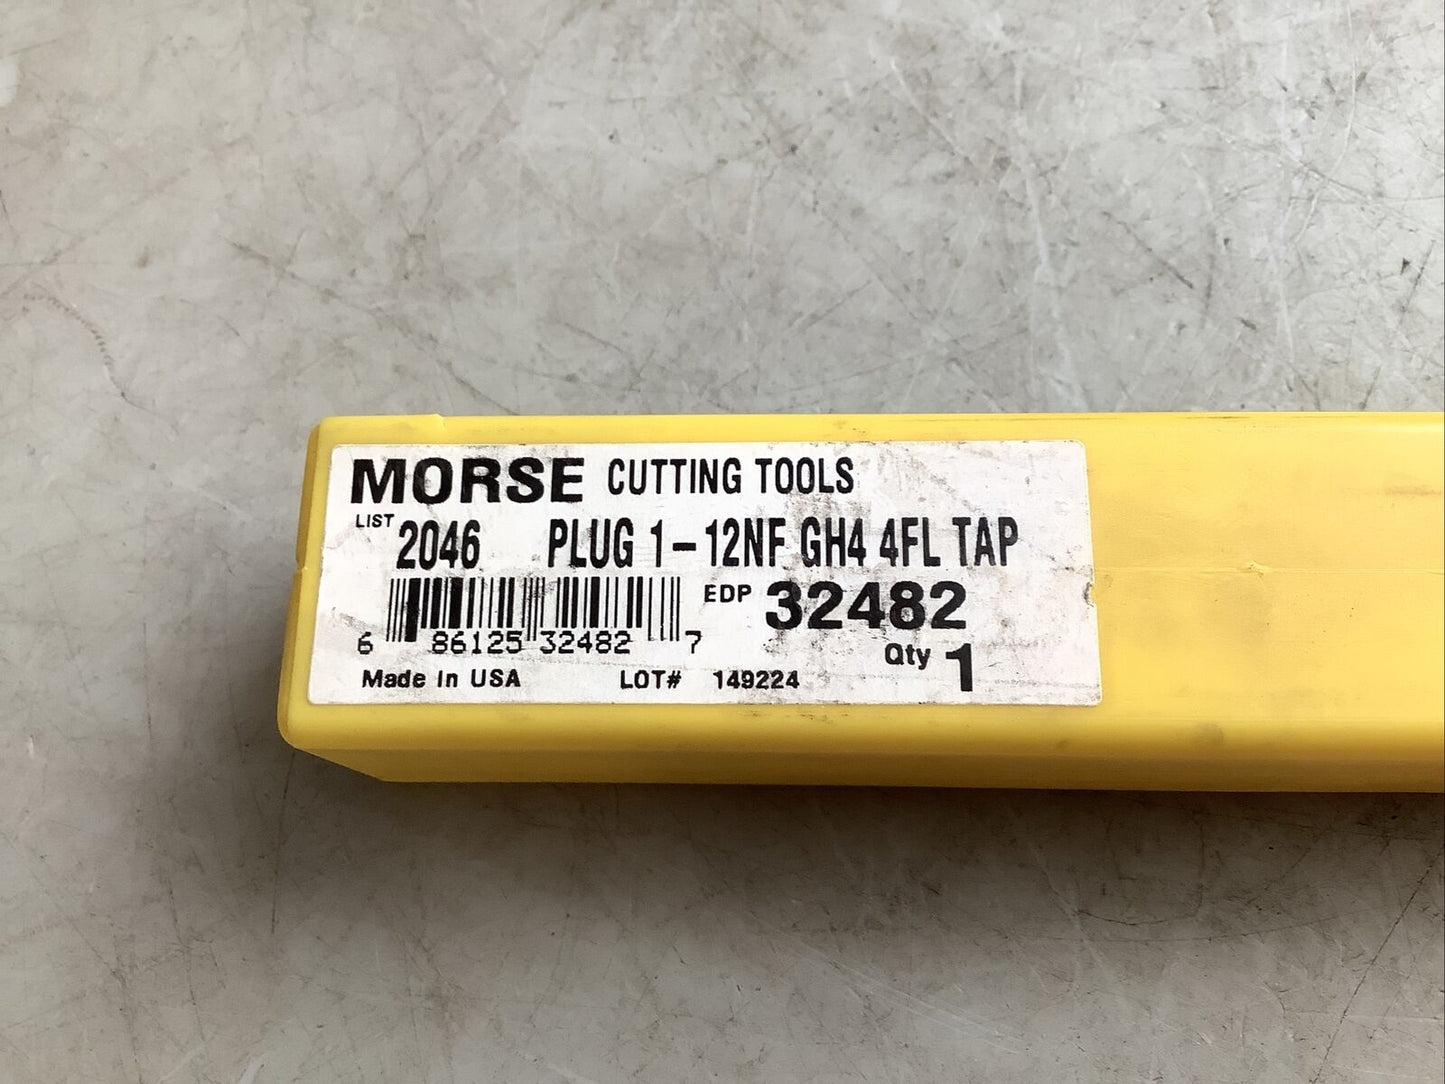 MORSE CUTTING TOOLS
LIST 2046 PLUG 1-12NF GH4 4FL TAP
EDP 32482
6 86125 32482 7
Qty 1
Made In USA LOT# 149224